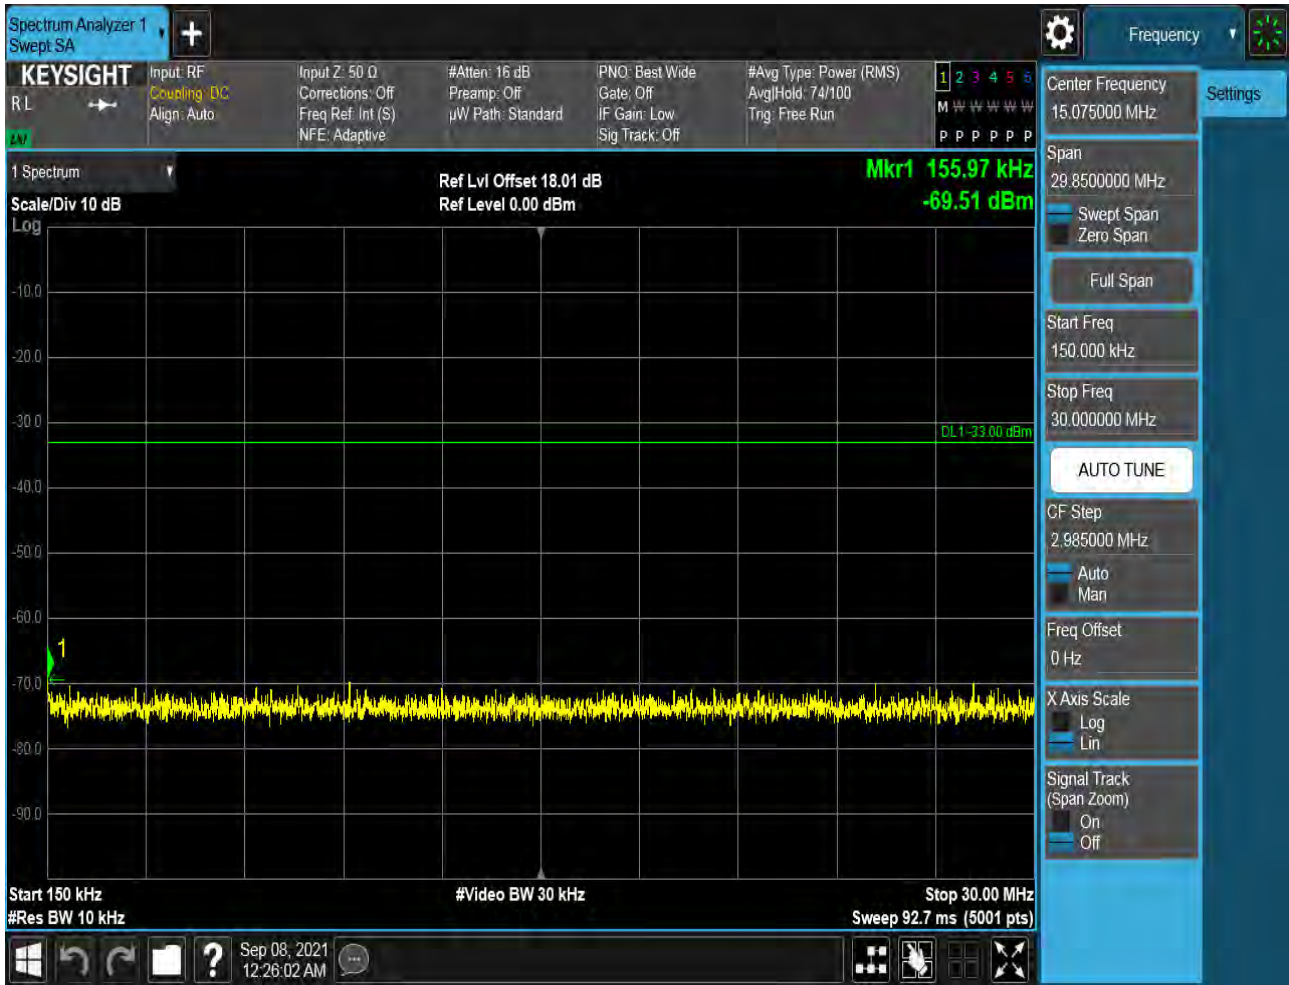 Spectrum Analyzer 1
Swept SA
Frequency
KEYSIGHT
R L
Input: RF
Coupling: DC
Align: Auto
Input Z: 50 Ω
Corrections: Off
Freq Ref: Int (S)
NFE: Adaptive
#Atten: 16 dB
Preamp: Off
µW Path: Standard
PNO: Best Wide
Gate: Off
IF Gain: Low
Sig Track: Off
#Avg Type: Power (RMS)
Avg|Hold: 74/100
Trig: Free Run
1 2 3 4 5 6
M W W W W W
P P P P P P
1 Spectrum
Scale/Div 10 dB
Log
Ref Lvl Offset 18.01 dB
Ref Level 0.00 dBm
Mkr1 155.97 kHz
-69.51 dBm
-10.0
-20.0
-30.0
DL1 -33.00 dBm
-40.0
-50.0
-60.0
1
-70.0
-80.0
-90.0
Start 150 kHz
#Res BW 10 kHz
#Video BW 30 kHz
Stop 30.00 MHz
Sweep 92.7 ms (5001 pts)
?
Sep 08, 2021
12:26:02 AM
Settings
Center Frequency
15.075000 MHz
Span
29.8500000 MHz
Swept Span
Zero Span
Full Span
Start Freq
150.000 kHz
Stop Freq
30.000000 MHz
AUTO TUNE
CF Step
2.985000 MHz
Auto
Man
Freq Offset
0 Hz
X Axis Scale
Log
Lin
Signal Track
(Span Zoom)
On
Off